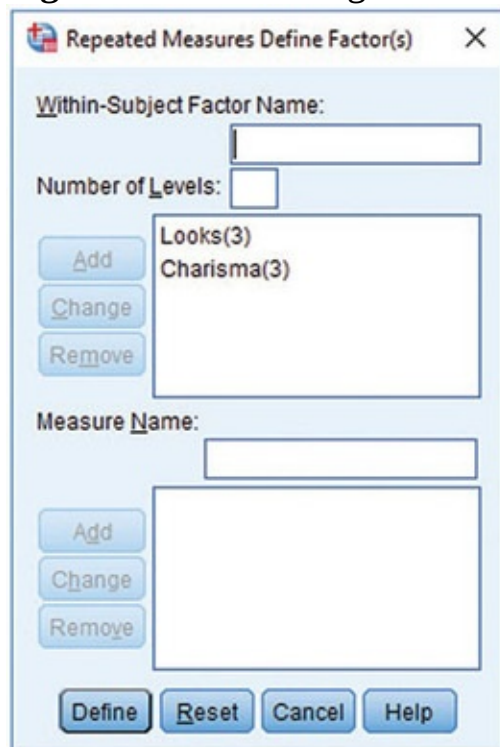 Repeated Measures Define Factor(s)
Within-Subject Factor Name:
Number of Levels:
Looks(3)
Charisma(3)
Add
Change
Remove
Measure Name:
Add
Change
Remove
Define Reset Cancel Help